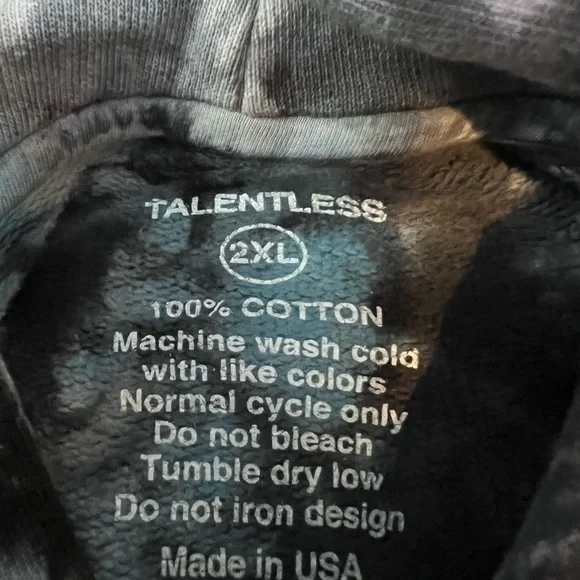 TALENTLESS
2XL
100% COTTON
Machine wash cold
with like colors
Normal cycle only
Do not bleach
Tumble dry low
Do not iron design
Made in USA